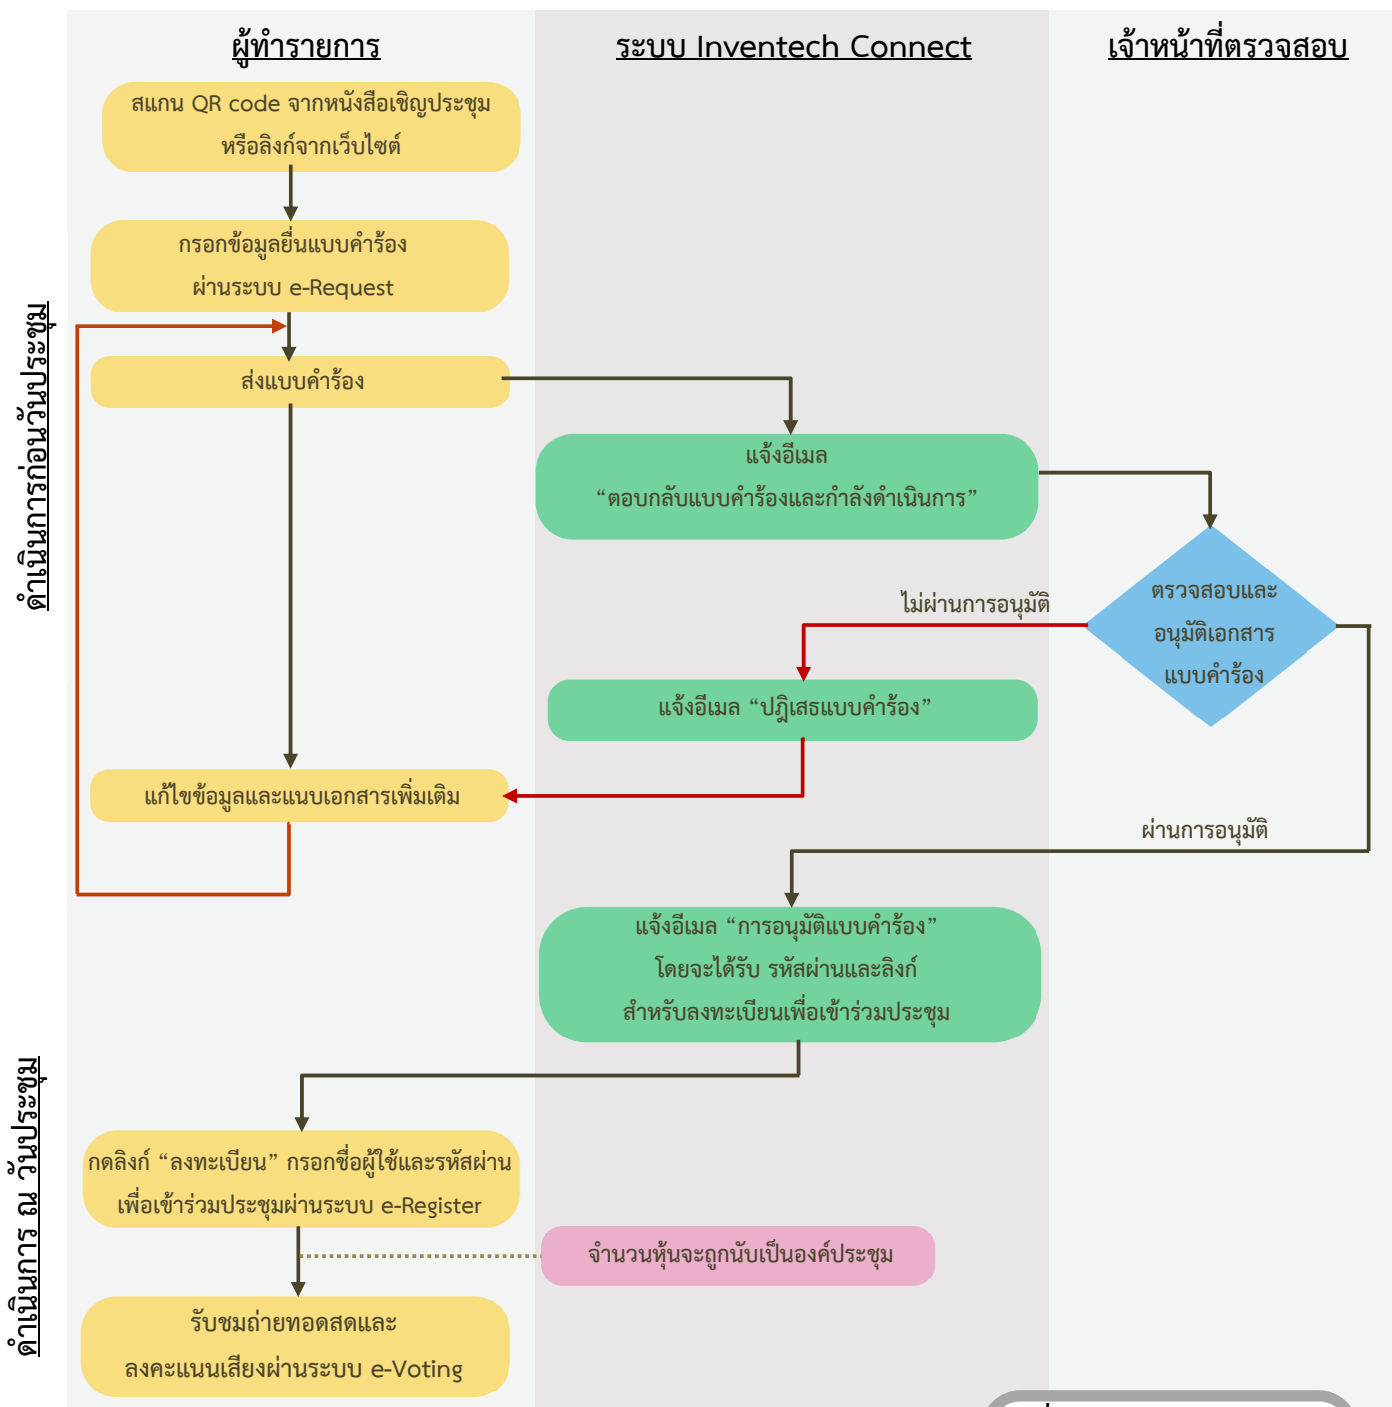 ผู้ทำรายการ
ระบบ Inventech Connect
เจ้าหน้าที่ตรวจสอบ
ดำเนินการก่อนวันประชุม
สแกน QR code จากหนังสือเชิญประชุม
หรือลิงก์จากเว็บไซต์
กรอกข้อมูลยื่นแบบคำร้อง
ผ่านระบบ e-Request
ส่งแบบคำร้อง
แจ้งอีเมล
“ตอบกลับแบบคำร้องและกำลังดำเนินการ”
ตรวจสอบและ
อนุมัติเอกสาร
แบบคำร้อง
ไม่ผ่านการอนุมัติ
แจ้งอีเมล “ปฎิเสธแบบคำร้อง”
แก้ไขข้อมูลและแนบเอกสารเพิ่มเติม
ผ่านการอนุมัติ
แจ้งอีเมล “การอนุมัติแบบคำร้อง”
โดยจะได้รับ รหัสผ่านและลิงก์
สำหรับลงทะเบียนเพื่อเข้าร่วมประชุม
ดำเนินการ ณ วันประชุม
กดลิงก์ “ลงทะเบียน” กรอกชื่อผู้ใช้และรหัสผ่าน
เพื่อเข้าร่วมประชุมผ่านระบบ e-Register
จำนวนหุ้นจะถูกนับเป็นองค์ประชุม
รับชมถ่ายทอดสดและ
ลงคะแนนเสียงผ่านระบบ e-Voting